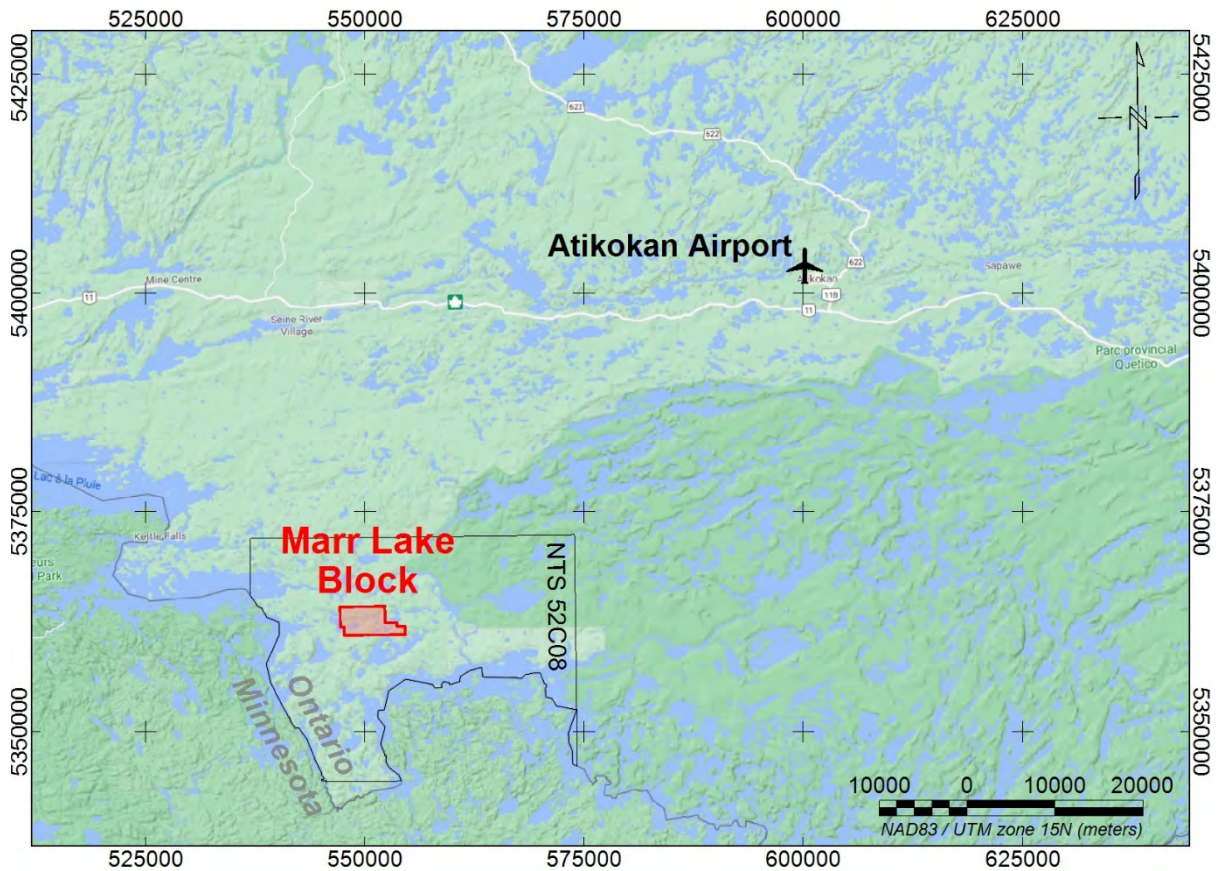 525000 550000 575000 600000 625000
5425000
5425000
622
622
Atikokan Airport
622
Atikokan
Sapawe
Mine Centre
5400000
5400000
11
11B
11
Seine River
Village
Parc provincial
Quetico
Lac à la Pluie
5375000
5375000
Kettle Falls
Marr Lake
Block
NTS 52C08
eurs
l Park
Ontario
Minnesota
5350000
5350000
10000 0 10000 20000
NAD83 / UTM zone 15N (meters)
525000 550000 575000 600000 625000